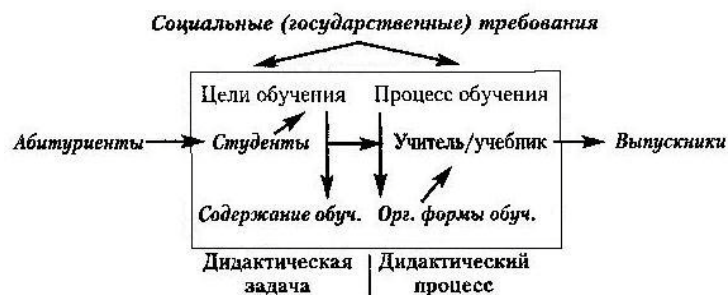 Социальные (государственные) требования
Цели обучения Процесс обучения
Абитуриенты Студенты Учитель/учебник Выпускники
Содержание обуч. Орг. формы обуч.
Дидактическая Дидактический
задача процесс